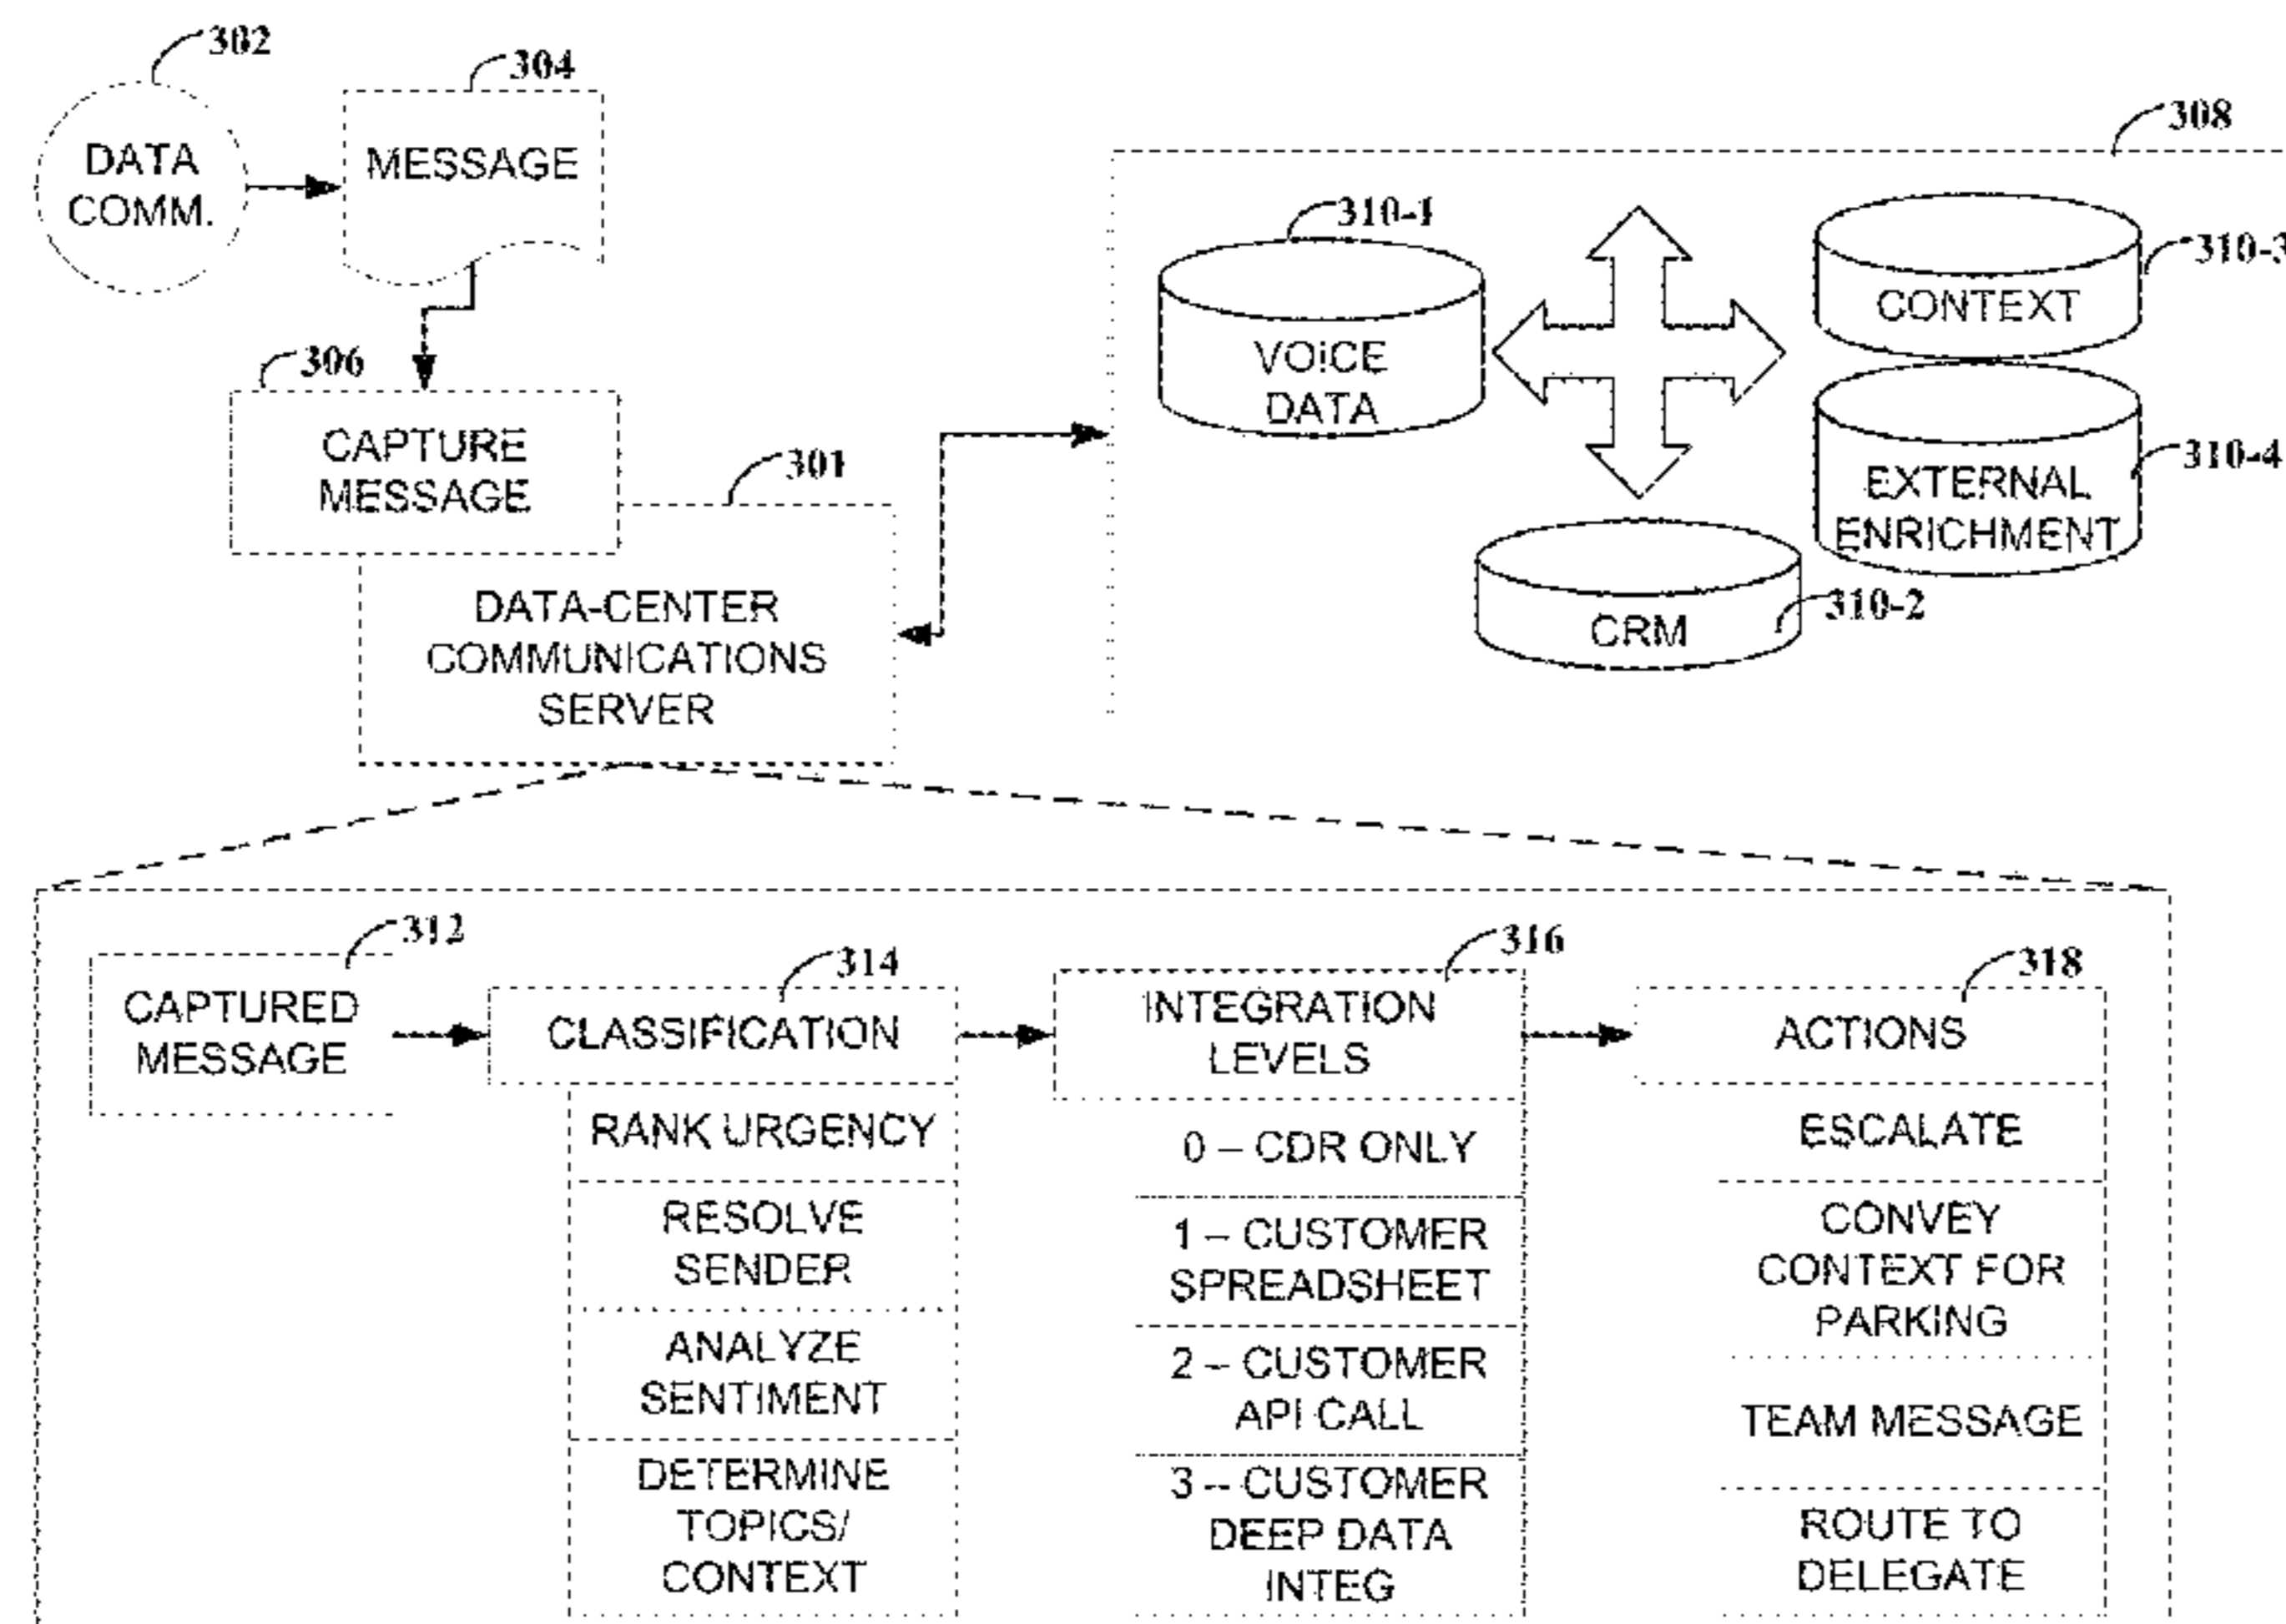 302
304
DATA
COMM.
MESSAGE
308
310-1
310-3
VOICE
DATA
CONTEXT
306
CAPTURE
MESSAGE
301
310-4
EXTERNAL
ENRICHMENT
310-2
CRM
DATA-CENTER
COMMUNICATIONS
SERVER
312
CAPTURED
MESSAGE
314
CLASSIFICATION
RANK URGENCY
RESOLVE
SENDER
ANALYZE
SENTIMENT
DETERMINE
TOPICS/
CONTEXT
316
INTEGRATION
LEVELS
0 – CDR ONLY
1 – CUSTOMER
SPREADSHEET
2 – CUSTOMER
API CALL
3 – CUSTOMER
DEEP DATA
INTEG
318
ACTIONS
ESCALATE
CONVEY
CONTEXT FOR
PARKING
TEAM MESSAGE
ROUTE TO
DELEGATE